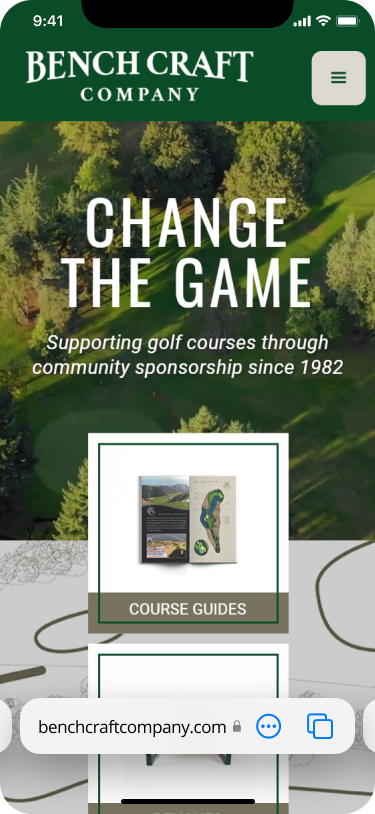 9:41
BENCH CRAFT
COMPANY
CHANGE
THE GAME
Supporting golf courses through
community sponsorship since 1982
COURSE GUIDES
benchcraftcompany.com